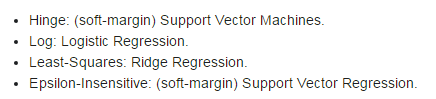 • Hinge: (soft-margin) Support Vector Machines.
• Log: Logistic Regression.
• Least-Squares: Ridge Regression.
• Epsilon-Insensitive: (soft-margin) Support Vector Regression.